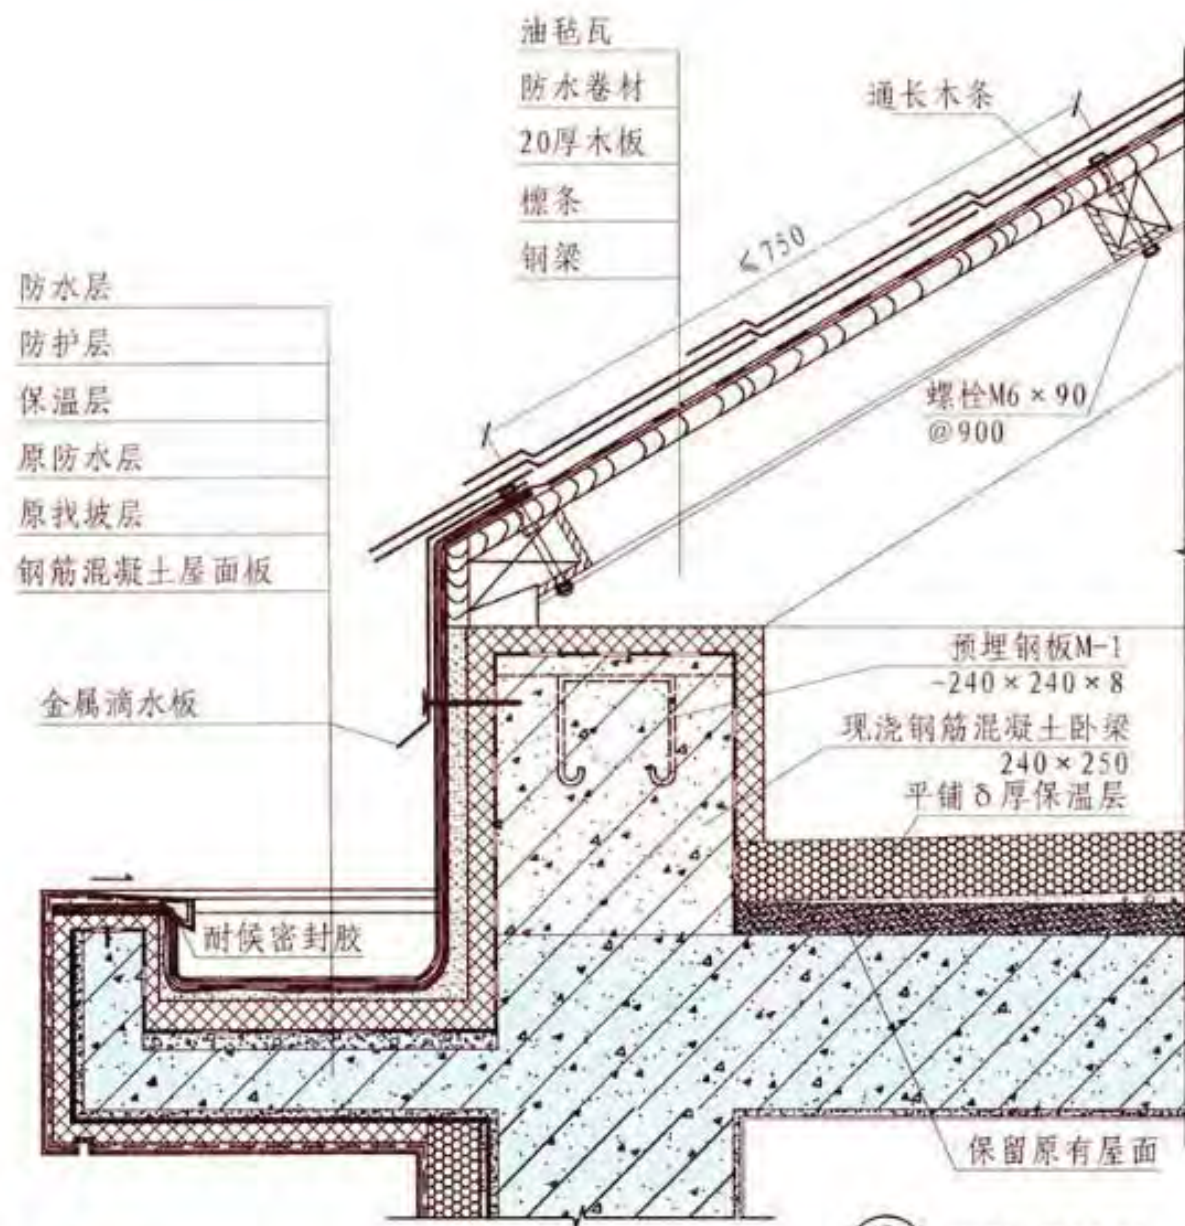 油毡瓦
防水卷材
20厚木板
檩条
钢梁
通长木条
≤750
螺栓M6×90
@900
防水层
防护层
保温层
原防水层
原找坡层
钢筋混凝土屋面板
金属滴水板
预埋钢板M-1
-240×240×8
现浇钢筋混凝土卧梁
240×250
平铺δ厚保温层
耐候密封胶
保留原有屋面